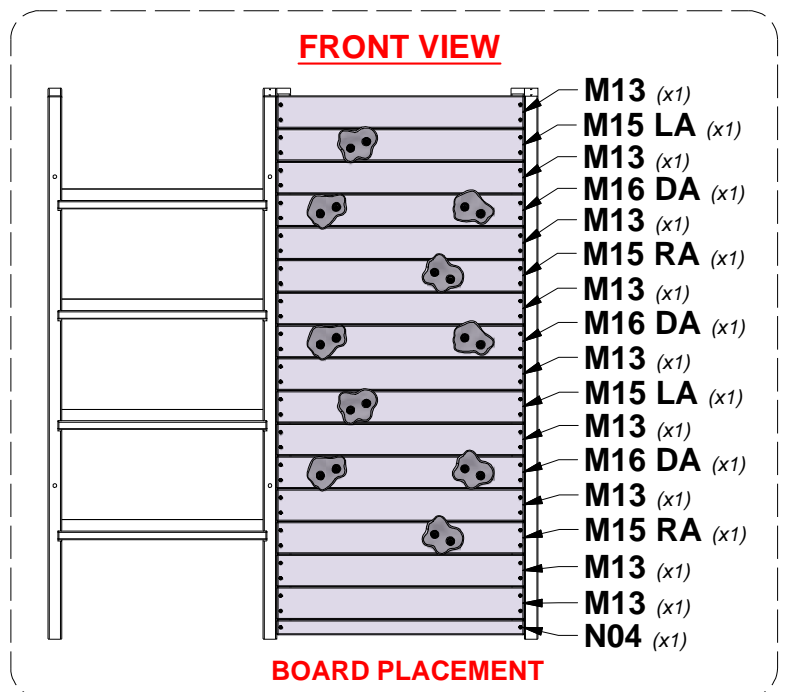 FRONT VIEW
M13 (x1)
M15 LA (x1)
M13 (x1)
M16 DA (x1)
M13 (x1)
M15 RA (x1)
M13 (x1)
M16 DA (x1)
M13 (x1)
M15 LA (x1)
M13 (x1)
M16 DA (x1)
M13 (x1)
M15 RA (x1)
M13 (x1)
M13 (x1)
N04 (x1)
BOARD PLACEMENT